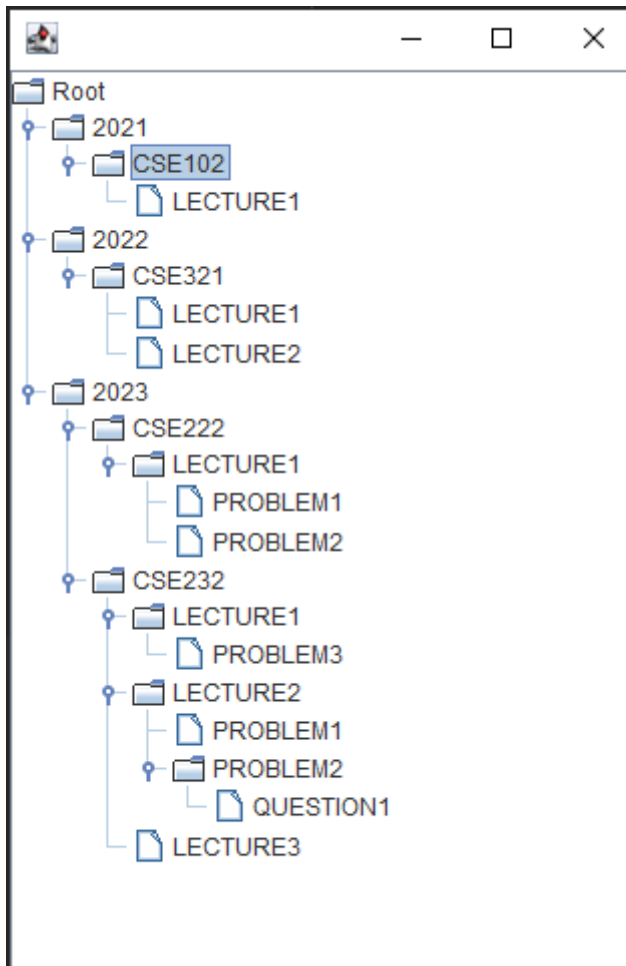 Root
2021
CSE102
LECTURE1
2022
CSE321
LECTURE1
LECTURE2
2023
CSE222
LECTURE1
PROBLEM1
PROBLEM2
CSE232
LECTURE1
PROBLEM3
LECTURE2
PROBLEM1
PROBLEM2
QUESTION1
LECTURE3